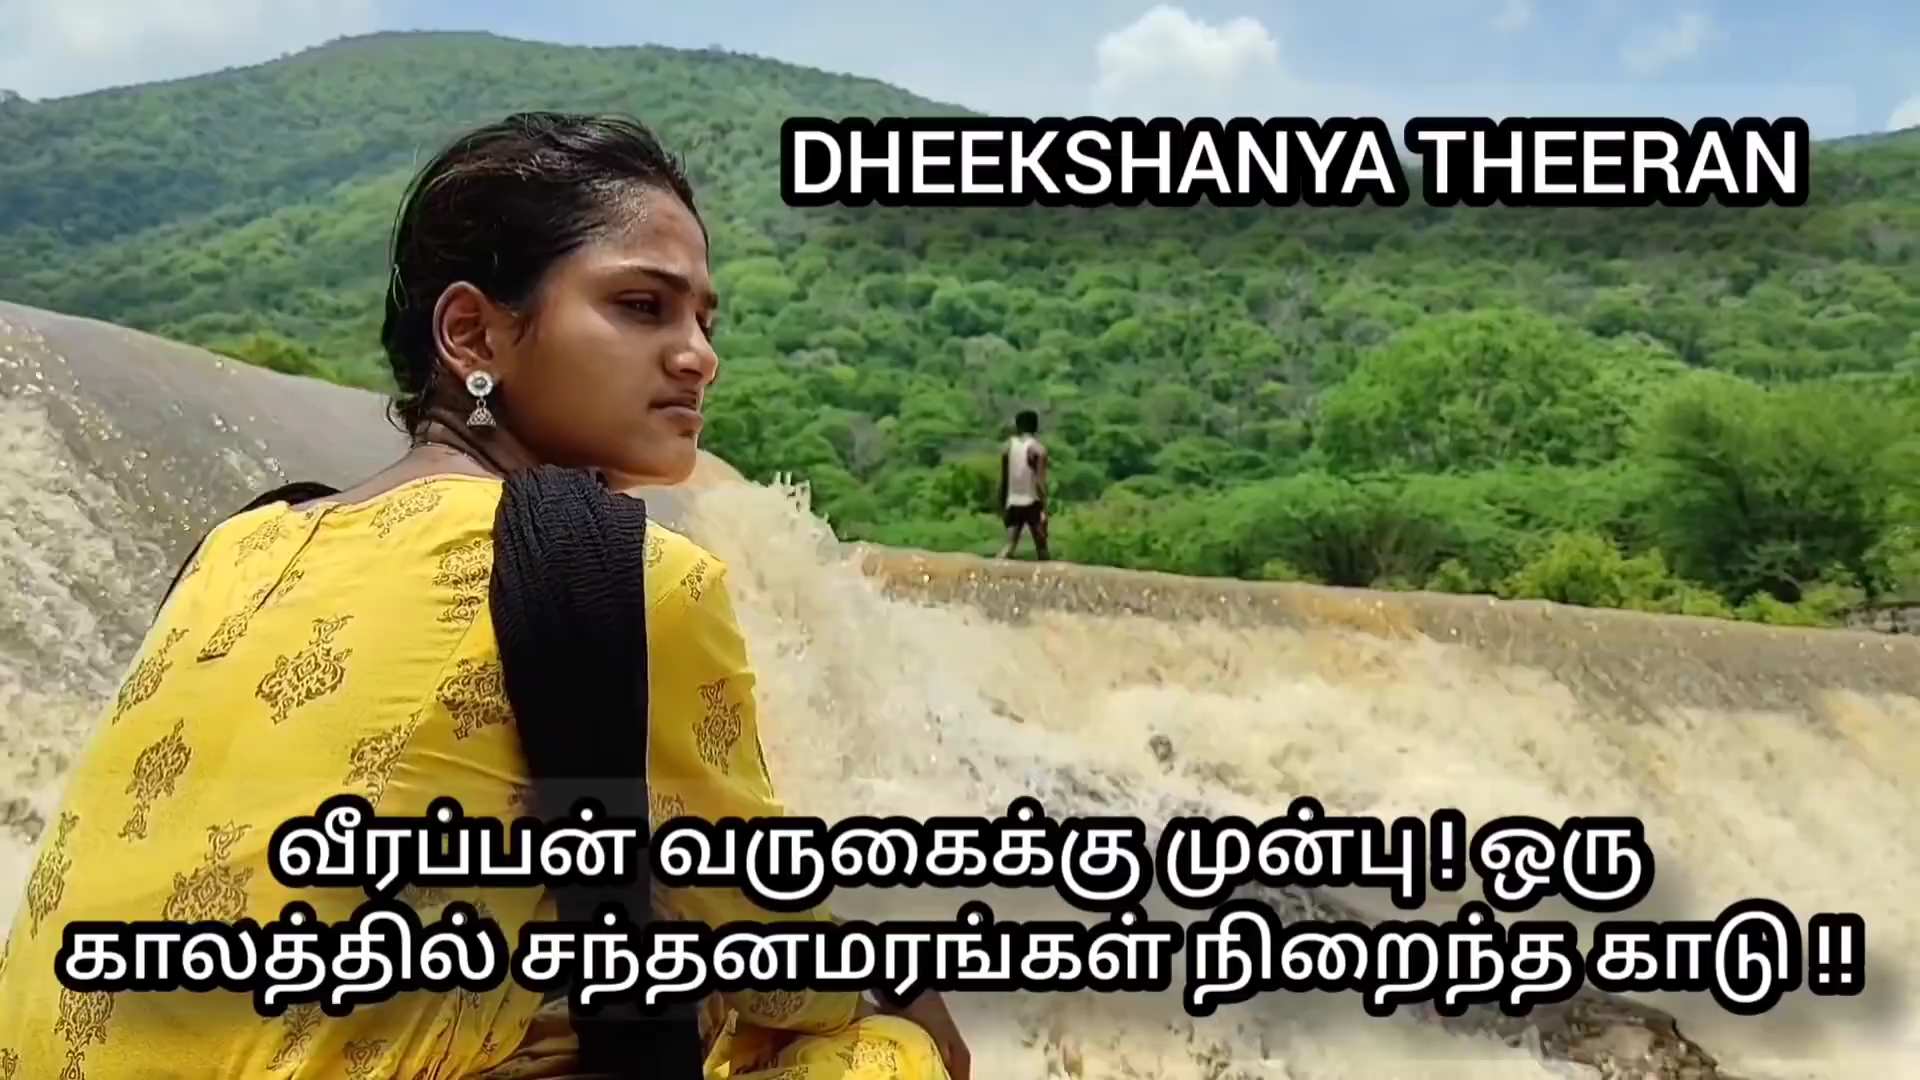 DHEEKSHANYA THEERAN
வீரப்பன் வருகைக்கு முன்பு ! ஒரு
காலத்தில் சந்தனமரங்கள் நிறைந்த காடு !!